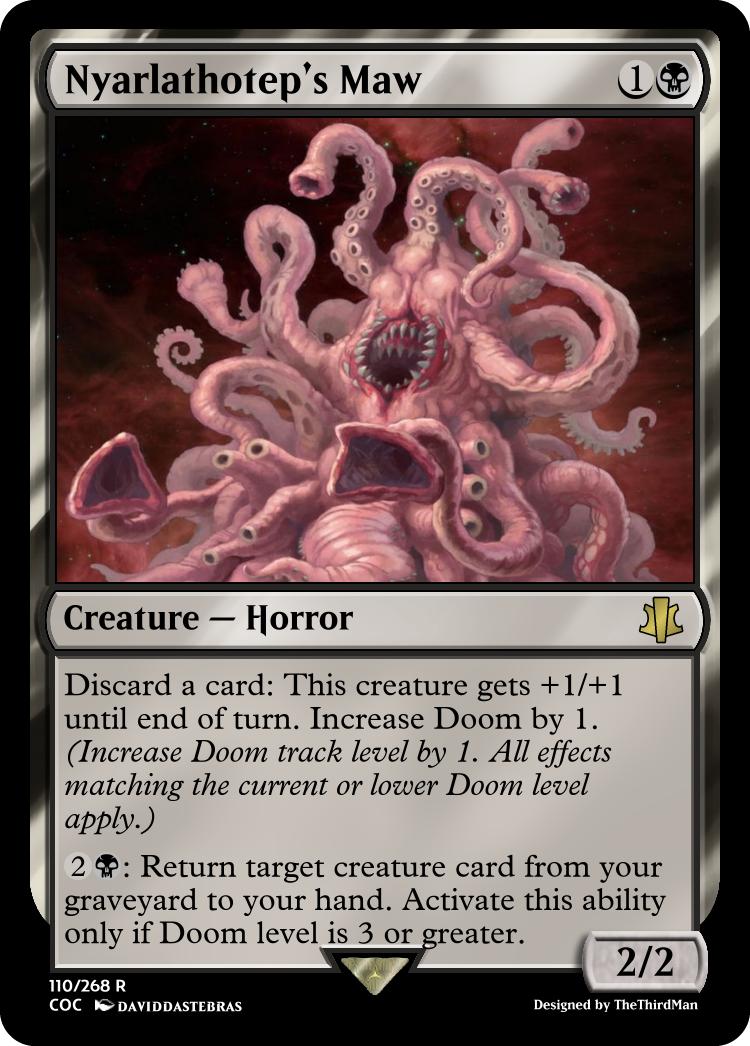 Nyarlathotep's Maw 1
Creature — Horror
Discard a card: This creature gets +1/+1
until end of turn. Increase Doom by 1.
(Increase Doom track level by 1. All effects
matching the current or lower Doom level
apply.)
2: Return target creature card from your
graveyard to your hand. Activate this ability
only if Doom level is 3 or greater.
2/2
110/268 R
COC DAVIDDASTEBRAS
Designed by TheThirdMan